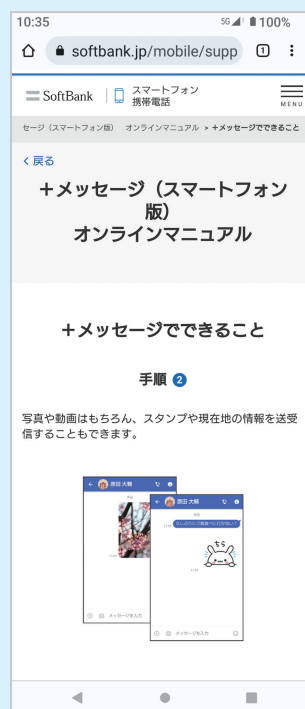 10:35 5G 100%
softbank.jp/mobile/supp 1
SoftBank スマートフォン
携帯電話
MENU
セージ（スマートフォン版） オンラインマニュアル > +メッセージでできること
戻る
+メッセージ（スマートフォン
版）
オンラインマニュアル
+メッセージでできること
手順 2
写真や動画はもちろん、スタンプや現在地の情報を送受
信することもできます。
原田 大輔
原田 大輔
メッセージを入力
メッセージを入力